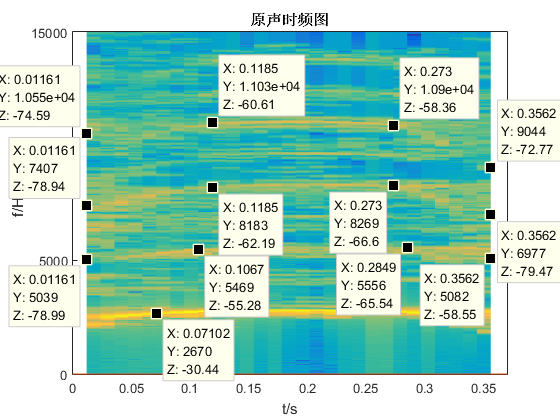 原声时频图
15000
X: 0.01161
Y: 1.055e+04
Z: -74.59
X: 0.1185
Y: 1.103e+04
Z: -60.61
X: 0.273
Y: 1.09e+04
Z: -58.36
X: 0.3562
Y: 9044
Z: -72.77
X: 0.01161
Y: 7407
Z: -78.94
f/H
X: 0.1185
Y: 8183
Z: -62.19
X: 0.273
Y: 8269
Z: -66.6
X: 0.3562
Y: 6977
Z: -79.47
5000
X: 0.01161
Y: 5039
Z: -78.99
X: 0.1067
Y: 5469
Z: -55.28
X: 0.2849
Y: 5556
Z: -65.54
X: 0.3562
Y: 5082
Z: -58.55
X: 0.07102
Y: 2670
Z: -30.44
0
0 0.05 0.1 0.15 0.2 0.25 0.3 0.35
t/s